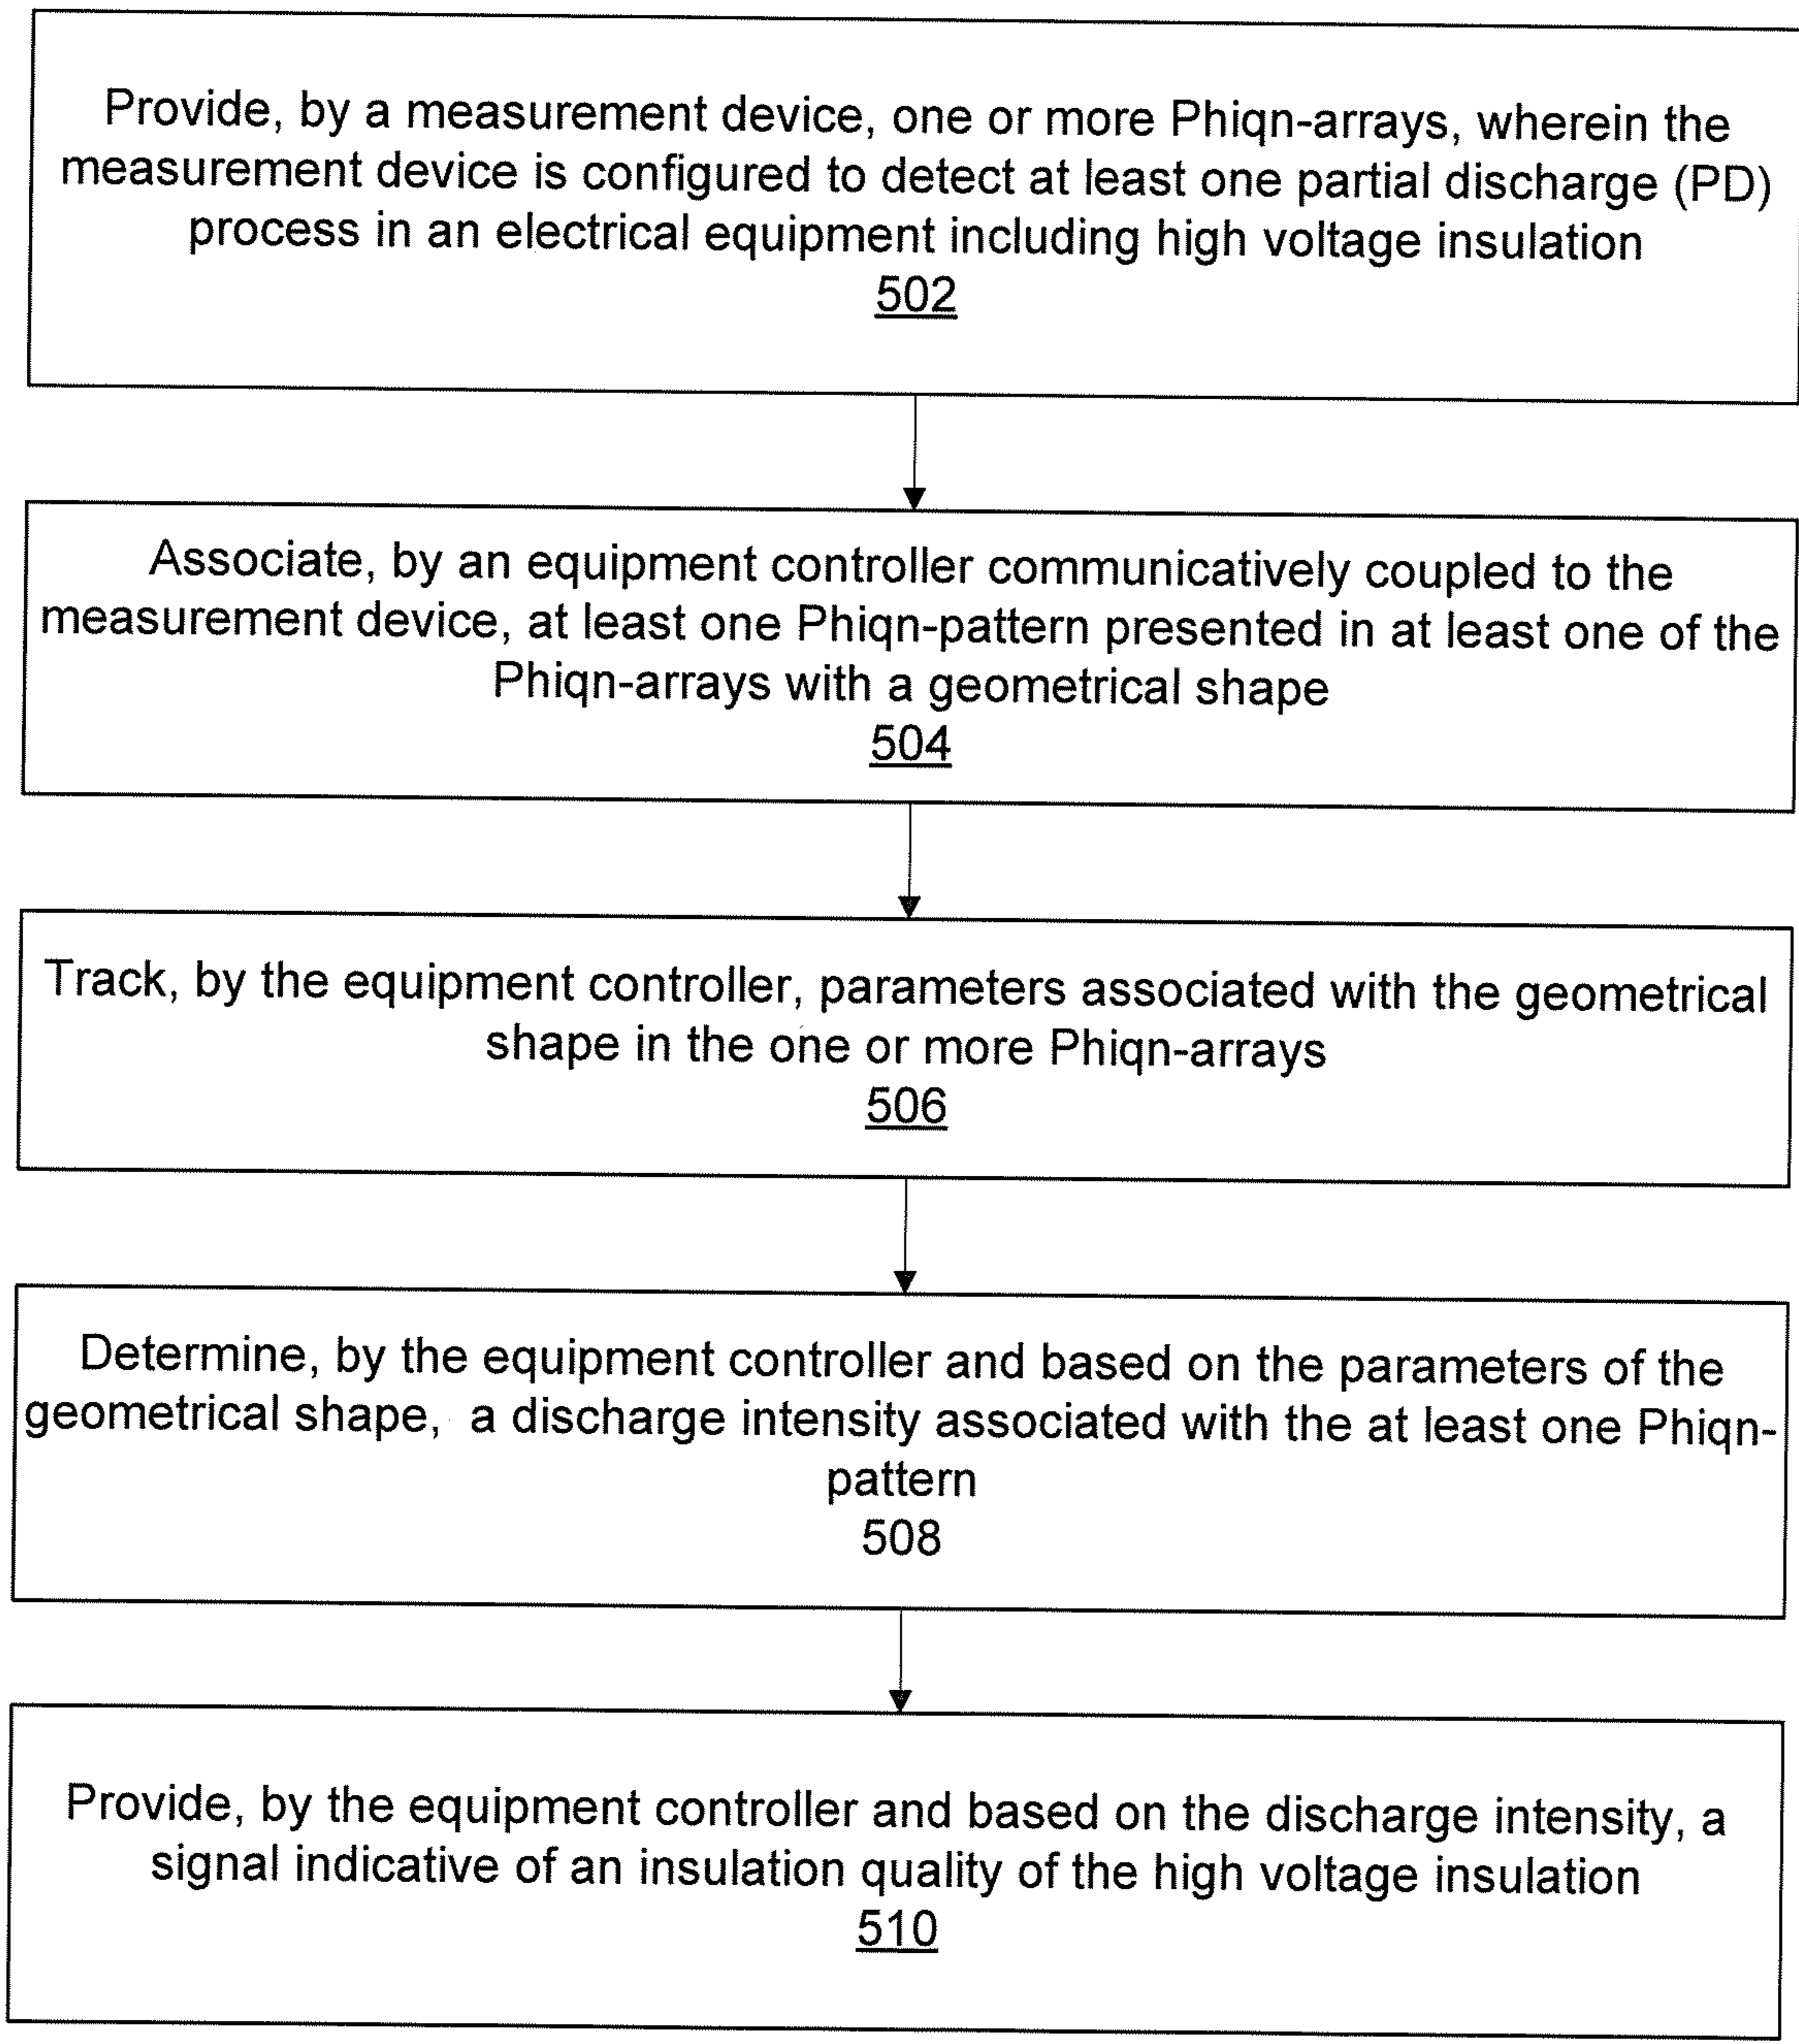 Provide, by a measurement device, one or more Phiqn-arrays, wherein the
measurement device is configured to detect at least one partial discharge (PD)
process in an electrical equipment including high voltage insulation
502
Associate, by an equipment controller communicatively coupled to the
measurement device, at least one Phiqn-pattern presented in at least one of the
Phiqn-arrays with a geometrical shape
504
Track, by the equipment controller, parameters associated with the geometrical
shape in the one or more Phiqn-arrays
506
Determine, by the equipment controller and based on the parameters of the
geometrical shape, a discharge intensity associated with the at least one Phiqn-
pattern
508
Provide, by the equipment controller and based on the discharge intensity, a
signal indicative of an insulation quality of the high voltage insulation
510